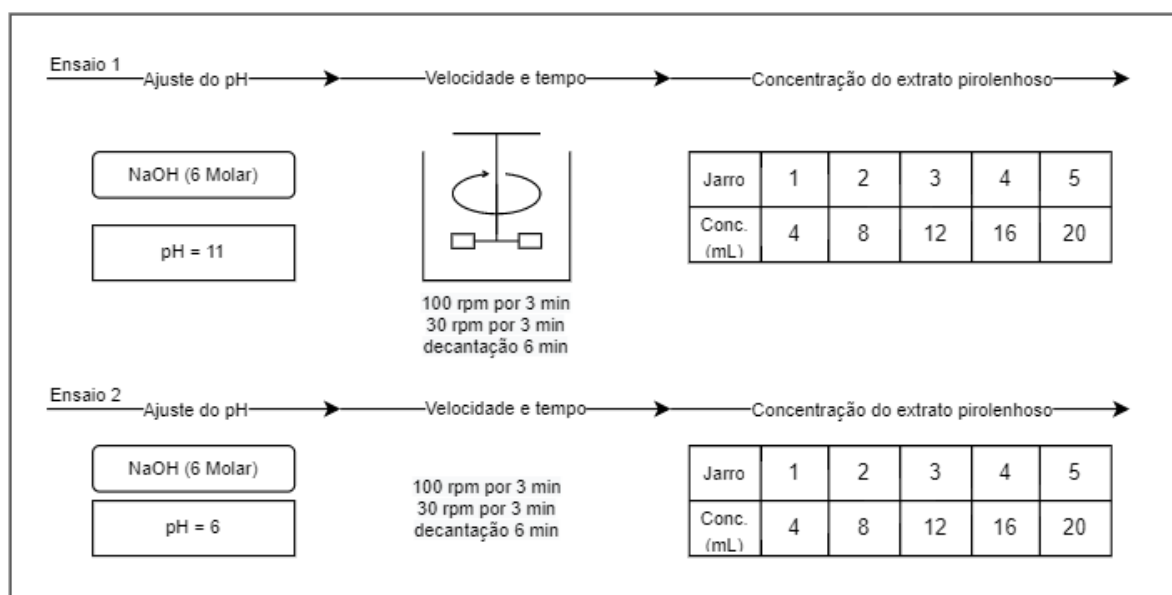 Ensaio 1
Ajuste do pH
Velocidade e tempo
Concentração do extrato pirolenhoso
NaOH (6 Molar)
pH = 11
100 rpm por 3 min
30 rpm por 3 min
decantação 6 min
Jarro 1 2 3 4 5
Conc. (mL) 4 8 12 16 20
Ensaio 2
Ajuste do pH
Velocidade e tempo
Concentração do extrato pirolenhoso
NaOH (6 Molar)
pH = 6
100 rpm por 3 min
30 rpm por 3 min
decantação 6 min
Jarro 1 2 3 4 5
Conc. (mL) 4 8 12 16 20